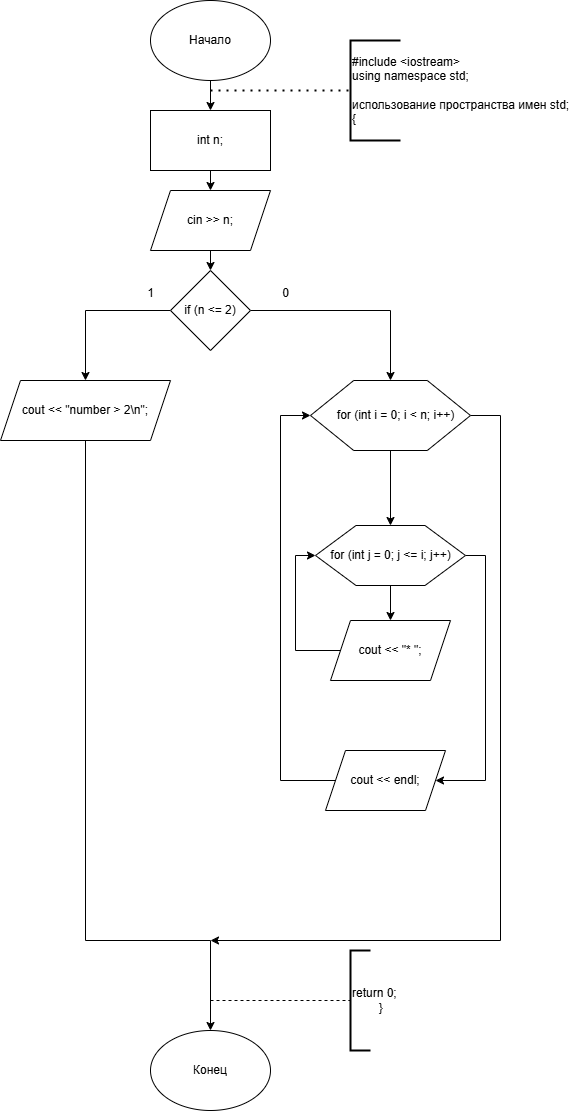 Начало
#include <iostream>
using namespace std;
использование пространства имен std;
{
int n;
cin >> n;
1
0
if (n <= 2)
cout << "number > 2\n";
for (int i = 0; i < n; i++)
for (int j = 0; j <= i; j++)
cout << "* ";
cout << endl;
return 0;
}
Конец